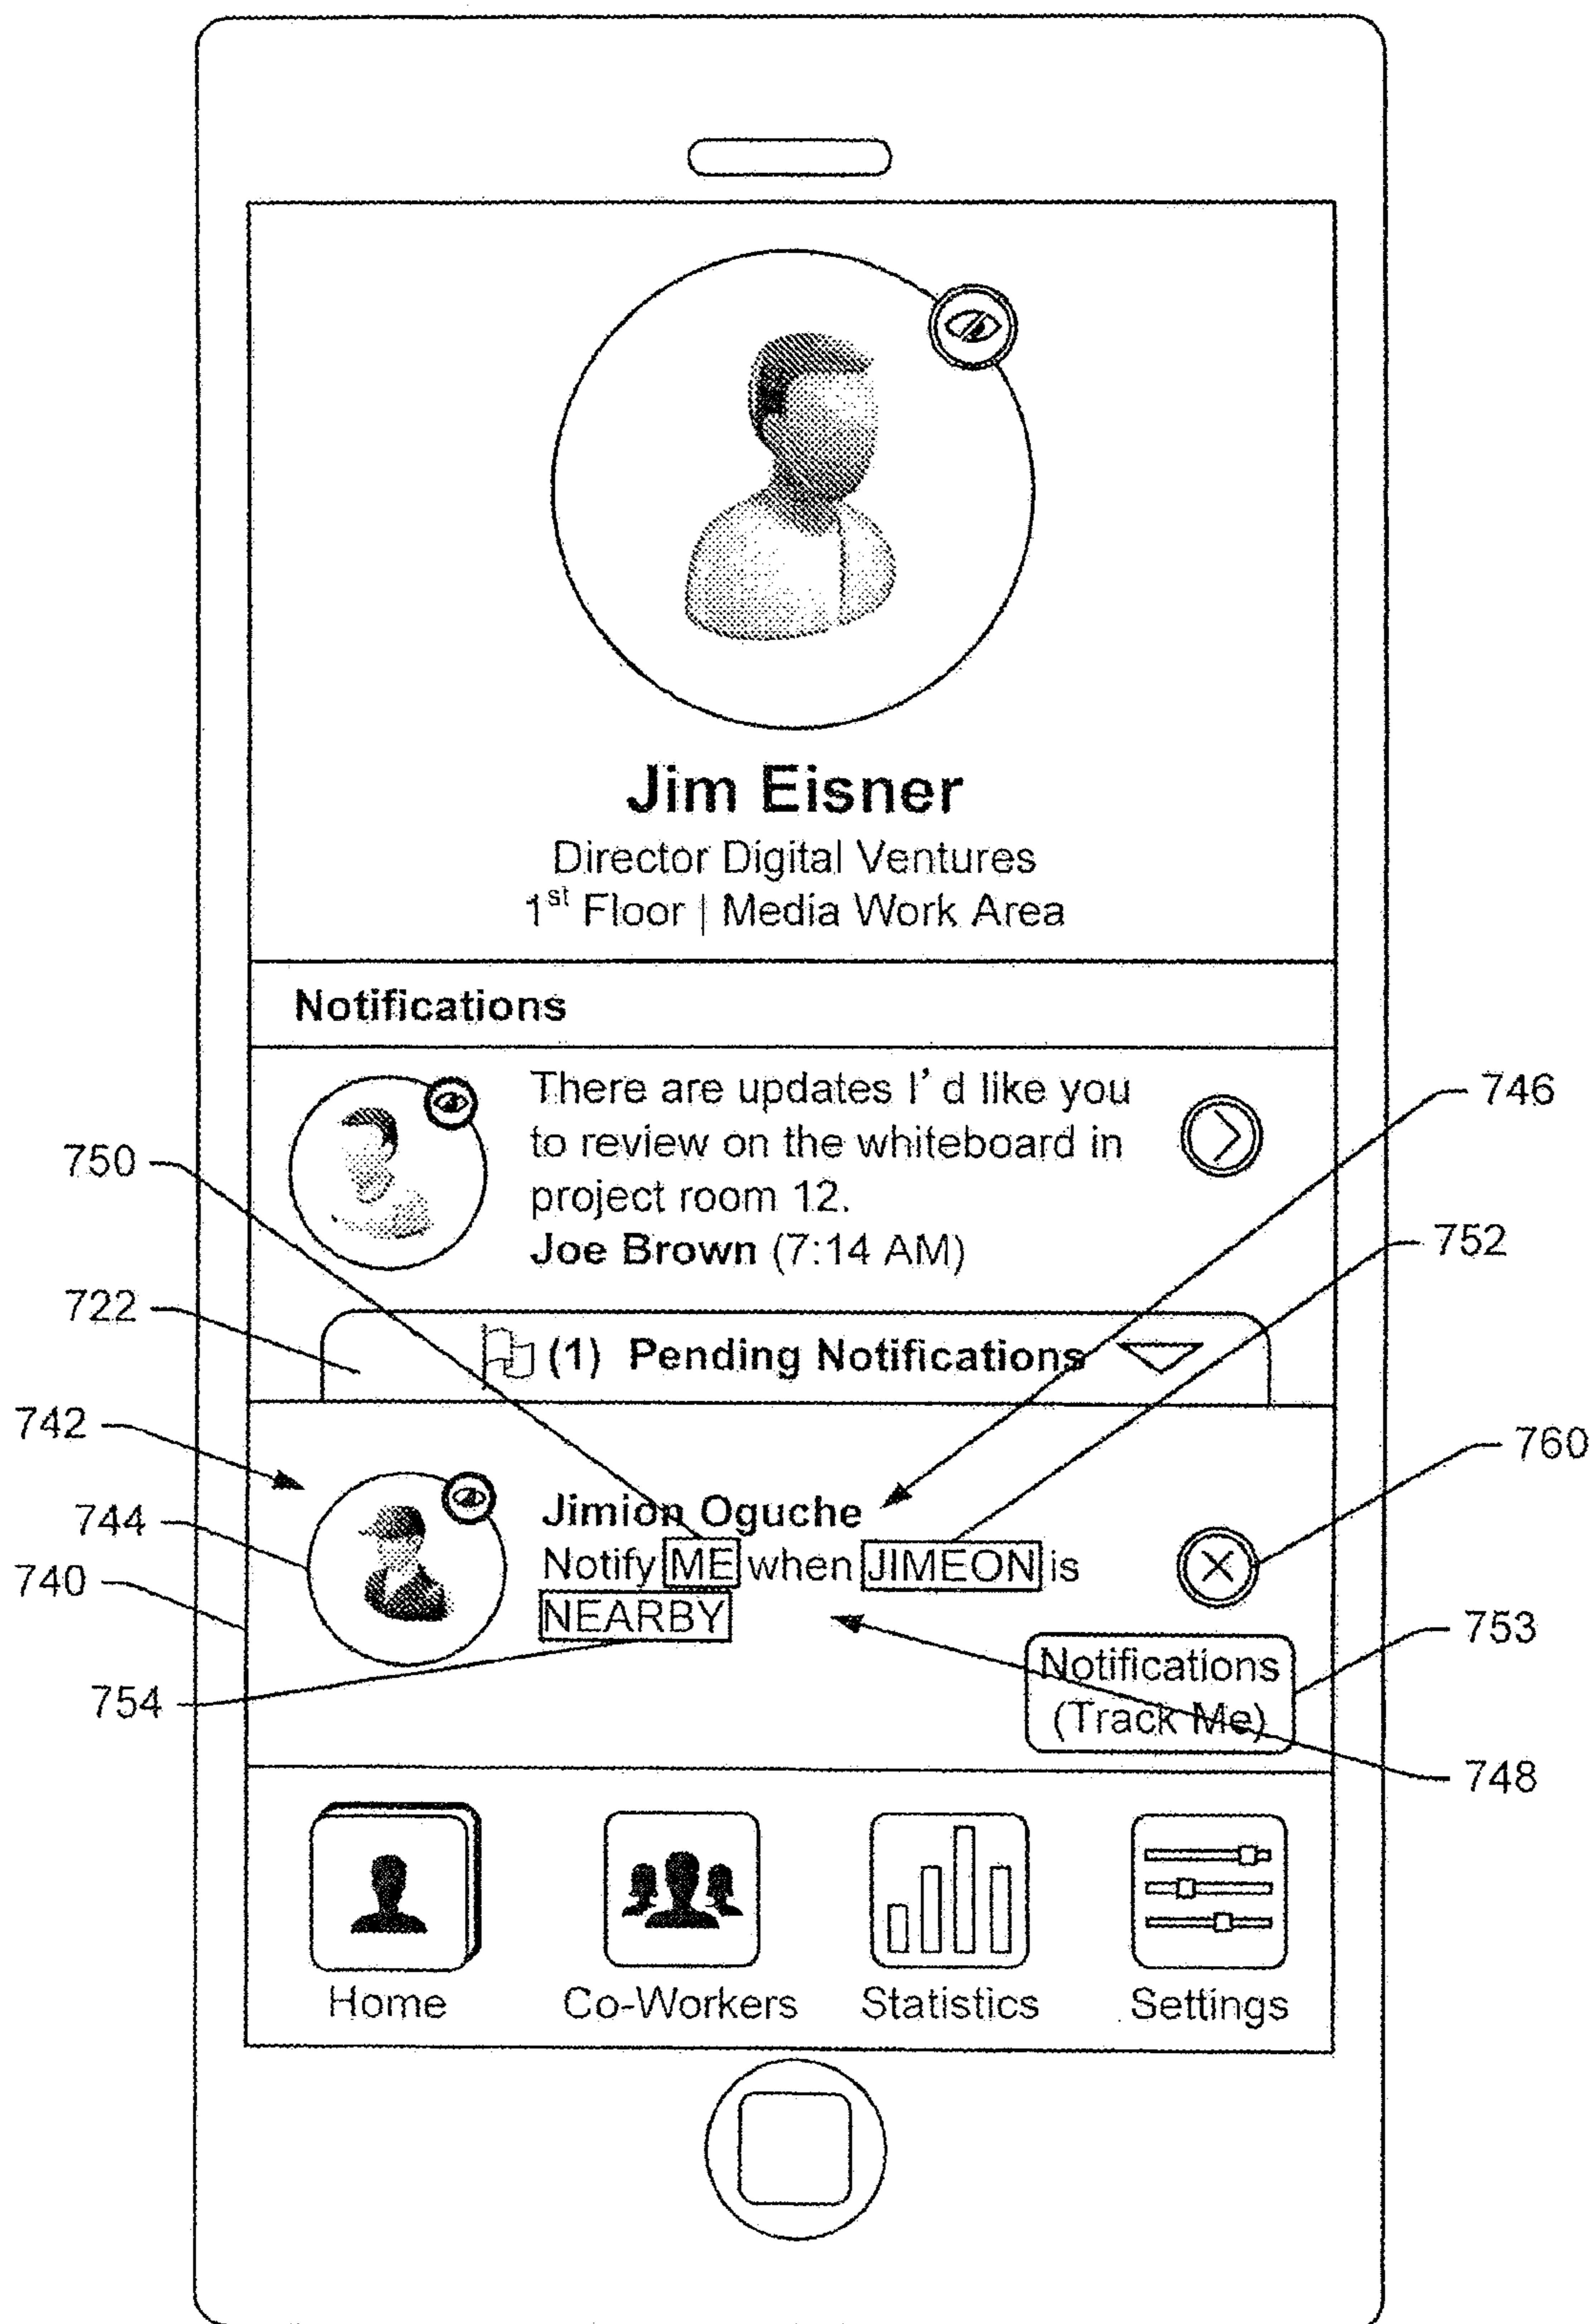 Jim Eisner
Director Digital Ventures
1st Floor | Media Work Area
Notifications
There are updates I'd like you
to review on the whiteboard in
project room 12.
Joe Brown (7:14 AM)
(1) Pending Notifications
Jimion Oguche
Notify ME when JIMEON is
NEARBY
Notifications
(Track Me)
Home Co-Workers Statistics Settings
750
722
742
744
740
754
746
752
760
753
748